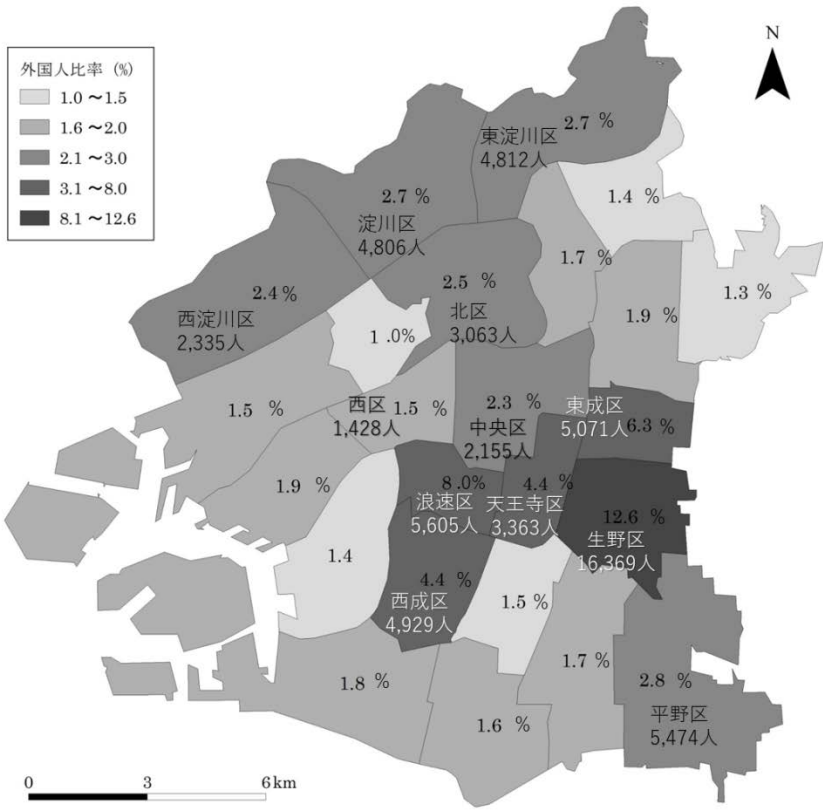 外国人比率 (%)
1.0～1.5
1.6～2.0
2.1～3.0
3.1～8.0
8.1～12.6
N
2.7 %
東淀川区
4,812人
2.7 %
淀川区
4,806人
1.4 %
1.7 %
2.4 %
西淀川区
2,335人
2.5 %
北区
3,063人
1.3 %
1.9 %
1.0%
1.5 %
西区 1.5 %
1,428人
2.3 %
中央区
2,155人
東成区
5,071人
6.3 %
1.9 %
8.0%
浪速区
5,605人
4.4 %
天王寺区
3,363人
12.6 %
生野区
16,369人
1.4
4.4 %
西成区
4,929人
1.5 %
1.7 %
1.8 %
1.6 %
2.8 %
平野区
5,474人
0 3 6km